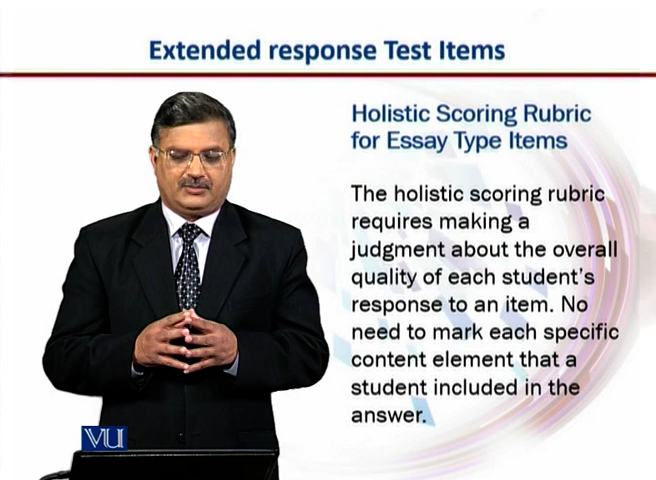 Extended response Test Items
Holistic Scoring Rubric
for Essay Type Items
The holistic scoring rubric
requires making a
judgment about the overall
quality of each student's
response to an item. No
need to mark each specific
content element that a
student included in the
answer.
VU